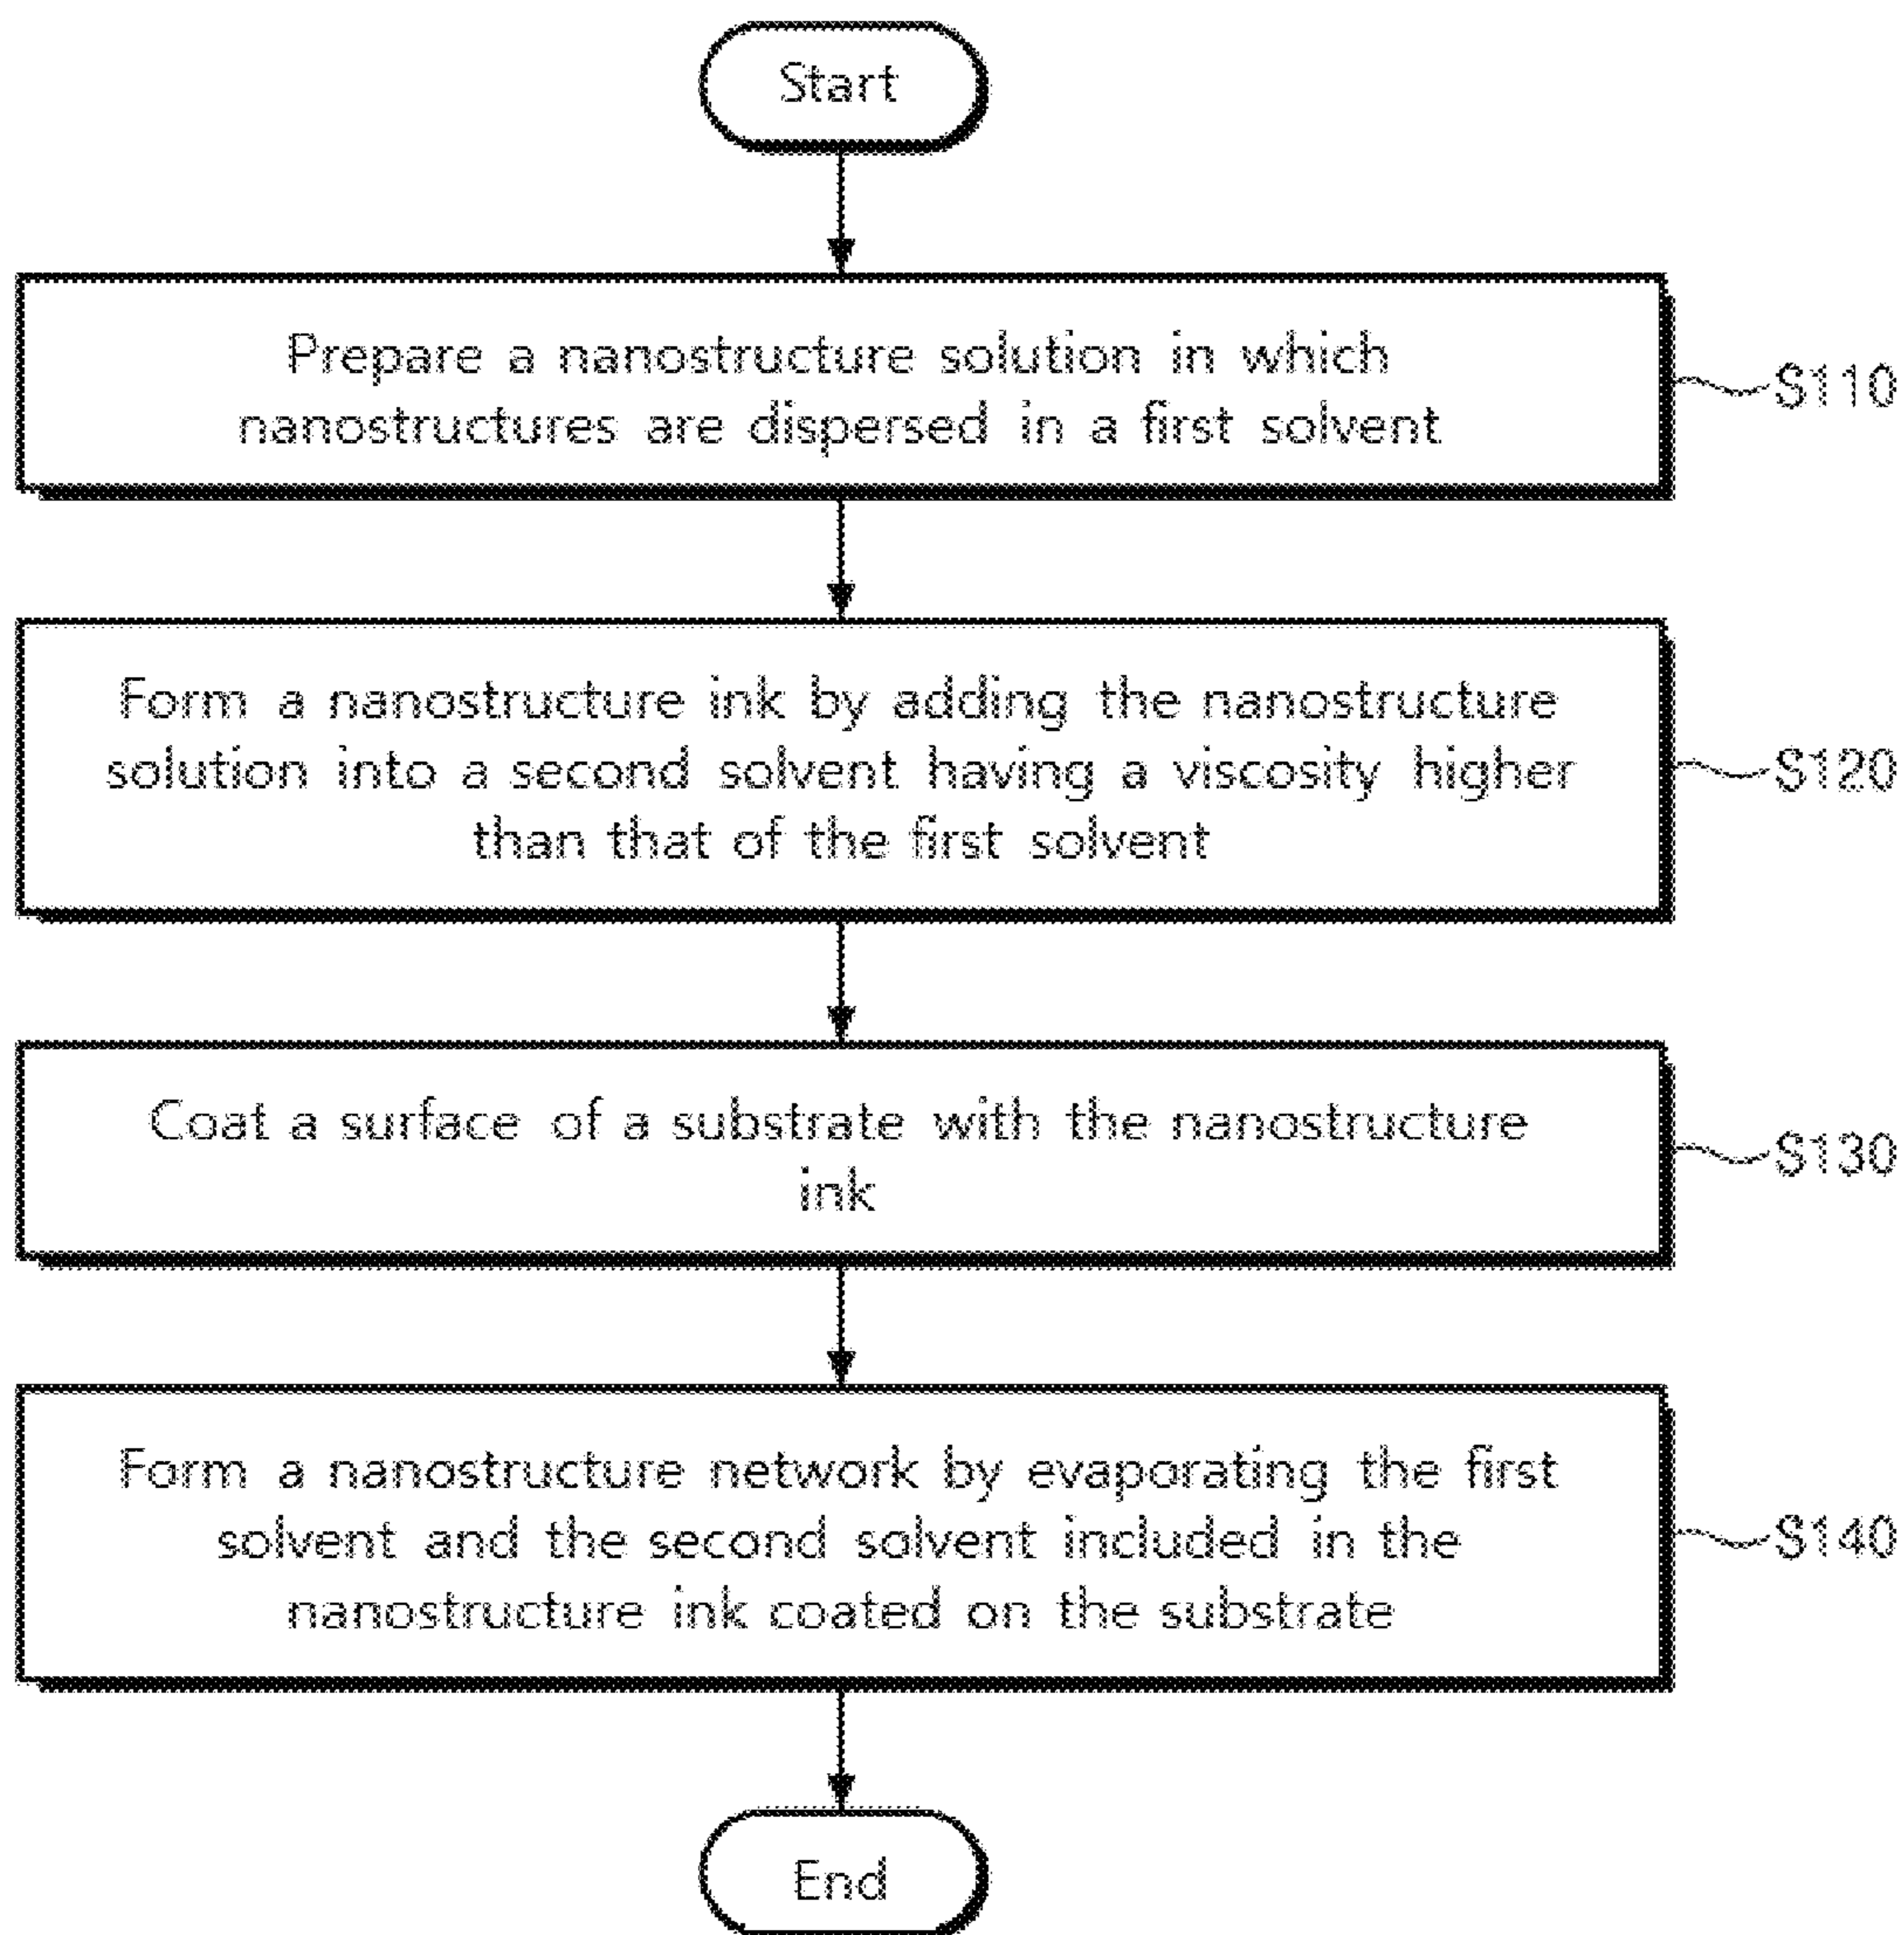 Start
Prepare a nanostructure solution in which
nanostructures are dispersed in a first solvent
S110
Form a nanostructure ink by adding the nanostructure
solution into a second solvent having a viscosity higher
than that of the first solvent
S120
Coat a surface of a substrate with the nanostructure
ink
S130
Form a nanostructure network by evaporating the first
solvent and the second solvent included in the
nanostructure ink coated on the substrate
S140
End